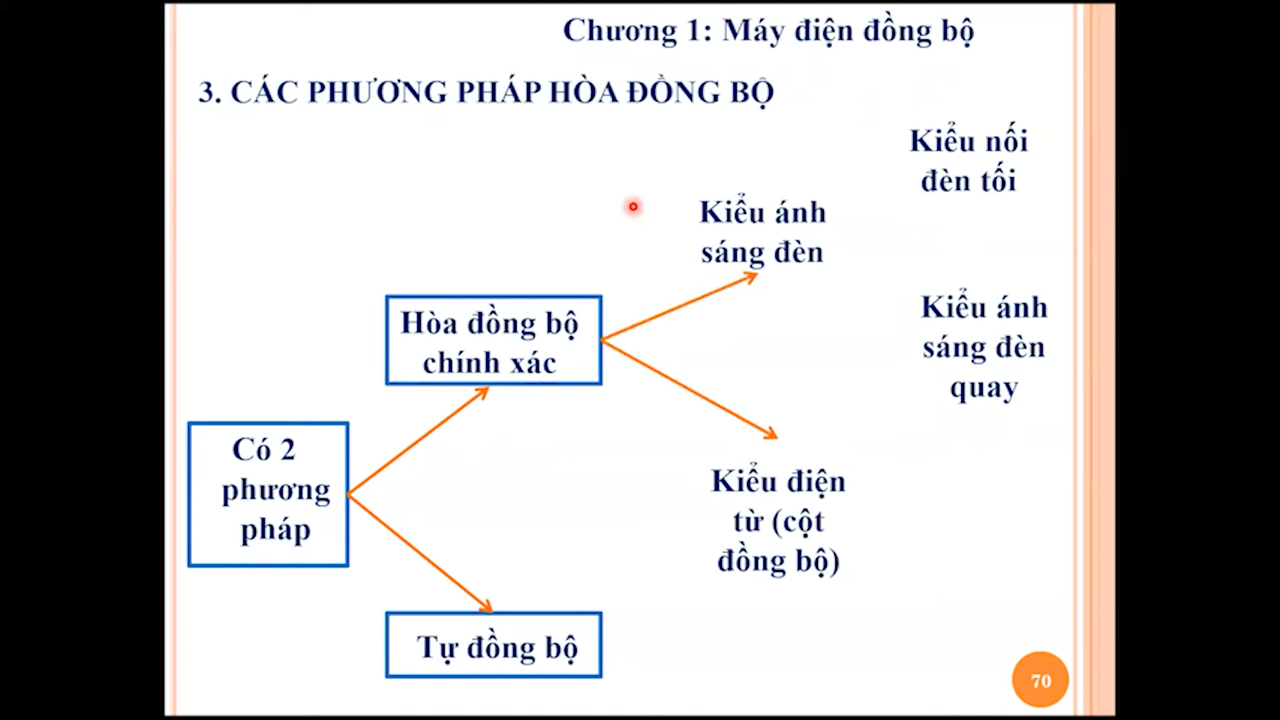 Chương 1: Máy điện đồng bộ
3. CÁC PHƯƠNG PHÁP HÒA ĐỒNG BỘ
Kiểu nối
đèn tối
Kiểu ánh
sáng đèn
Hòa đồng bộ
chính xác
Kiểu ánh
sáng đèn
quay
Có 2
phương
pháp
Kiểu điện
từ (cột
đồng bộ)
Tự đồng bộ
70